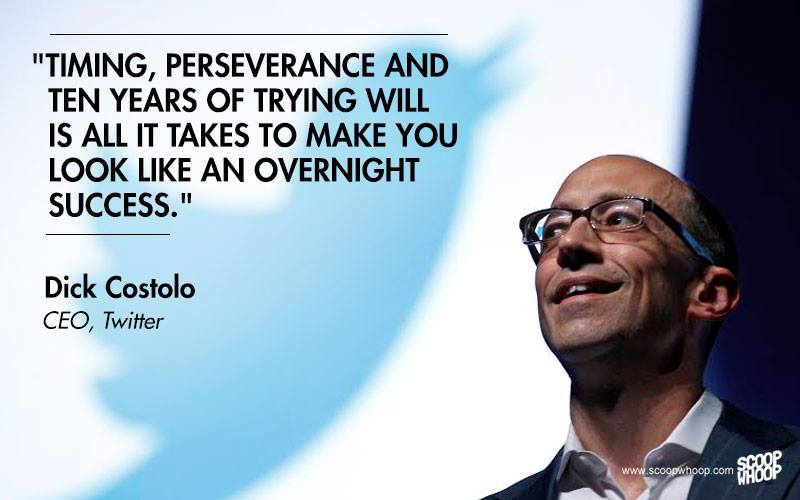 "TIMING, PERSEVERANCE AND
TEN YEARS OF TRYING WILL
IS ALL IT TAKES TO MAKE YOU
LOOK LIKE AN OVERNIGHT
SUCCESS."
Dick Costolo
CEO, Twitter
www.scoopwhoop.com
SCOOP
WHOOP